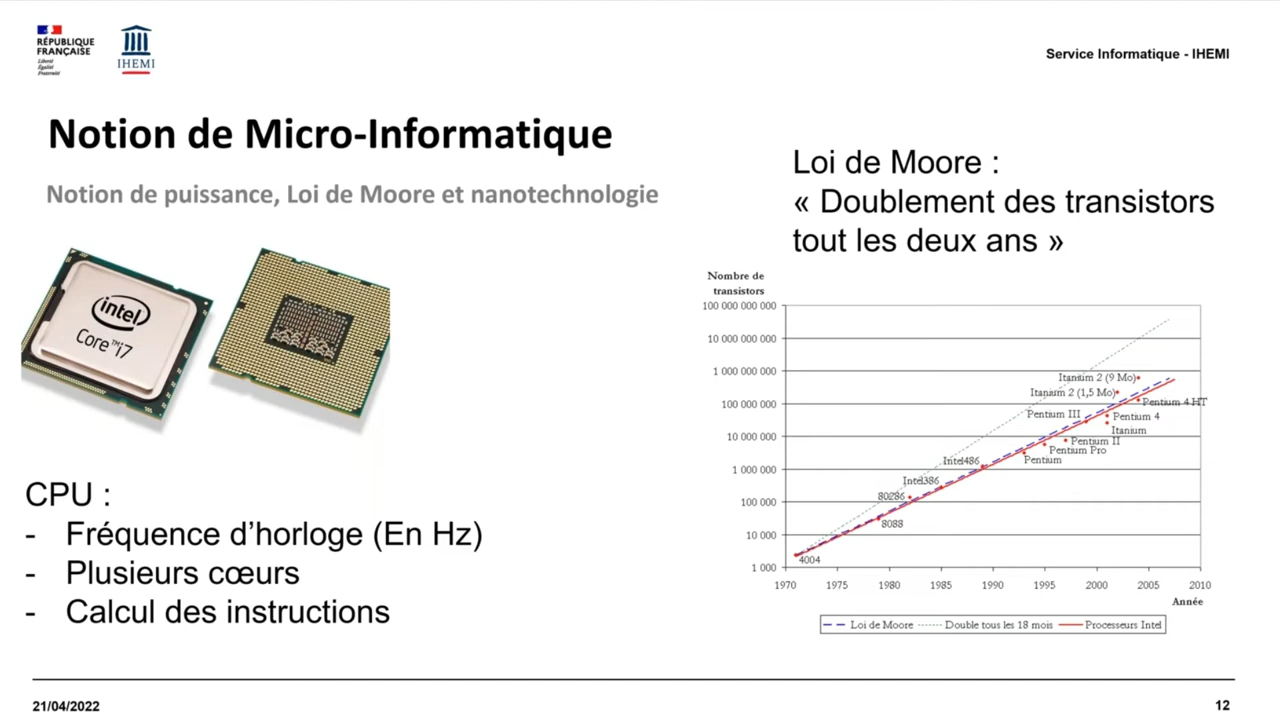 RÉPUBLIQUE
FRANÇAISE
Liberté
Égalité
Fraternité
IHEMI
Service Informatique - IHEMI
Notion de Micro-Informatique
Notion de puissance, Loi de Moore et nanotechnologie
Loi de Moore :
« Doublement des transistors
tout les deux ans »
intel
Core™i7
CPU :
- Fréquence d'horloge (En Hz)
- Plusieurs cœurs
- Calcul des instructions
Nombre de
transistors
100 000 000 000
10 000 000 000
1 000 000 000
100 000 000
10 000 000
1 000 000
100 000
10 000
1 000
Itanium 2 (9 Mo)
Itanium 2 (1,5 Mo)
Pentium 4 HT
Pentium III
Pentium 4
Itanium
Pentium II
Pentium Pro
Pentium
Intel486
Intel386
80286
8088
4004
1970 1975 1980 1985 1990 1995 2000 2005 2010
Année
Loi de Moore Double tous les 18 mois Processeurs Intel
21/04/2022
12